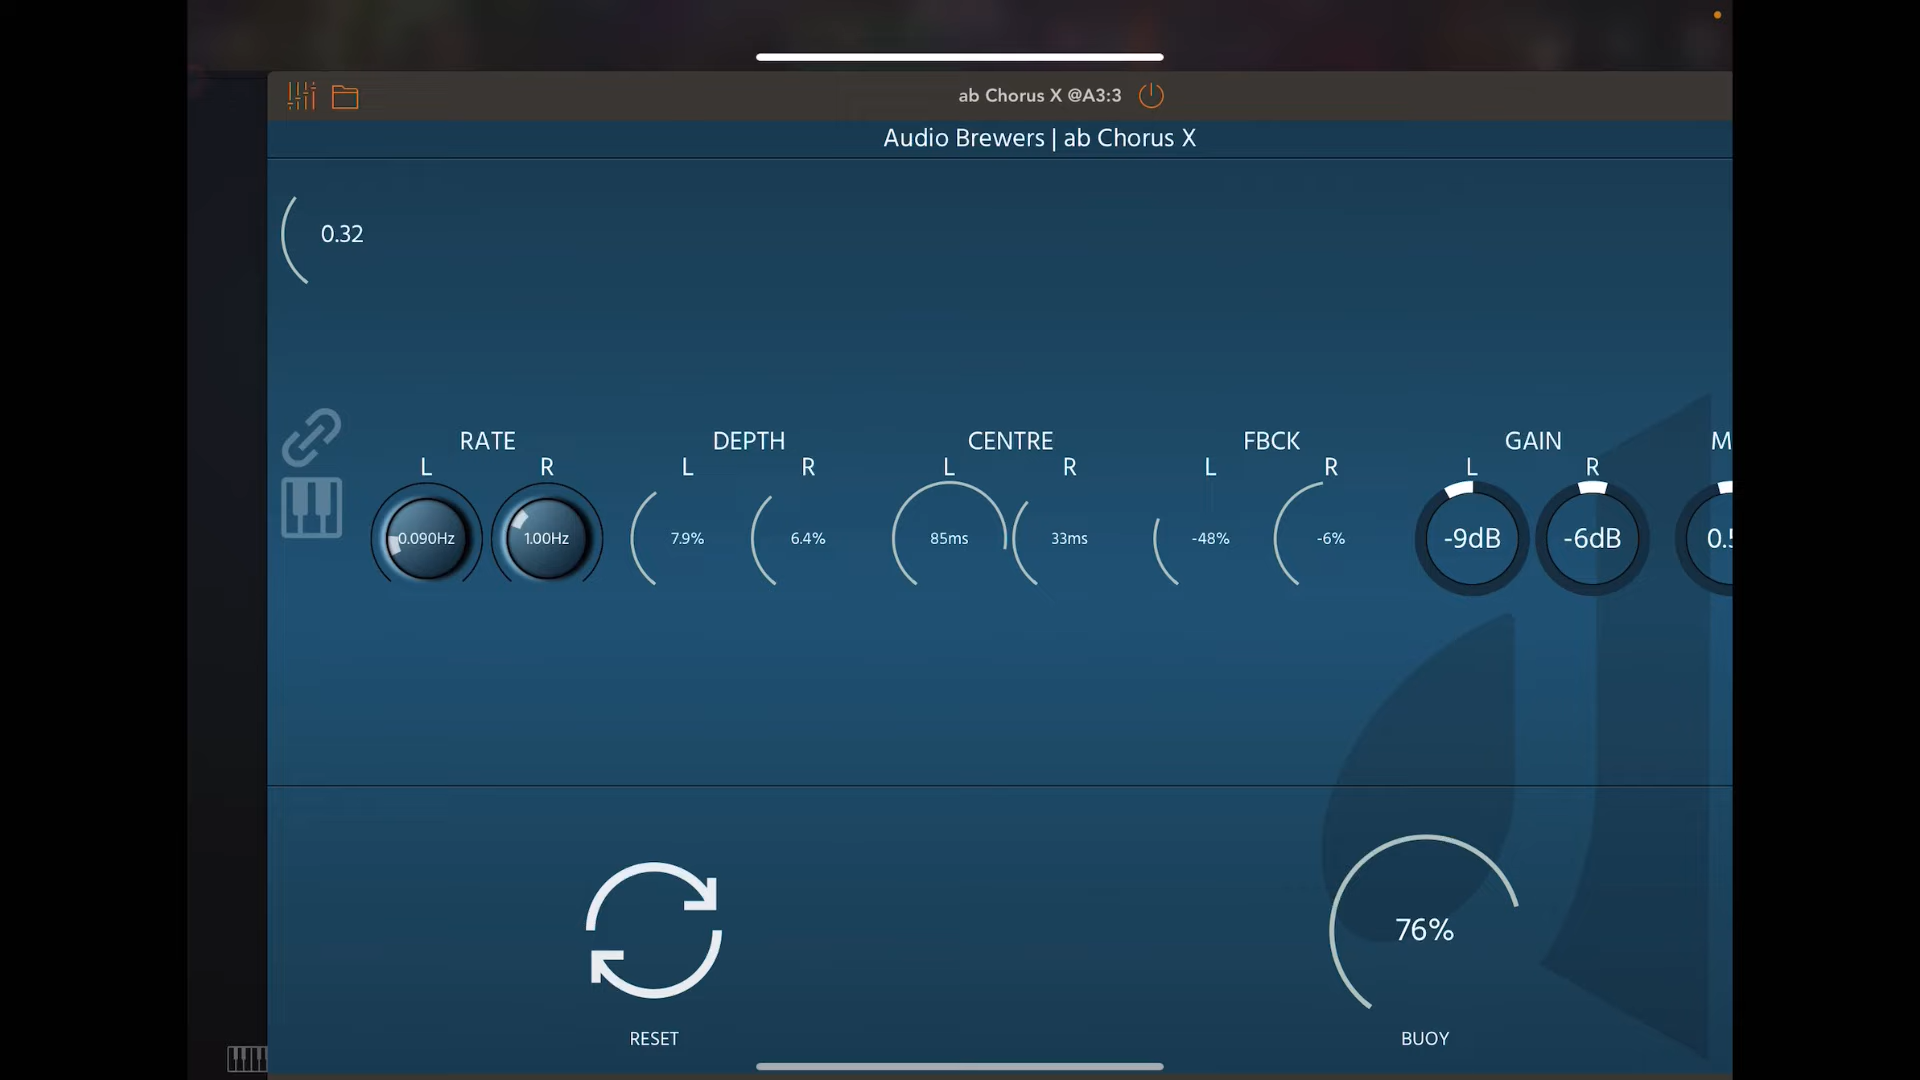 ab Chorus X @A3:3
Audio Brewers | ab Chorus X
0.32
RATE DEPTH CENTRE FBCK GAIN
L R L R L R L R L R
0.090Hz 1.00Hz 7.9% 6.4% 85ms 33ms -48% -6% -9dB -6dB
76%
RESET BUOY